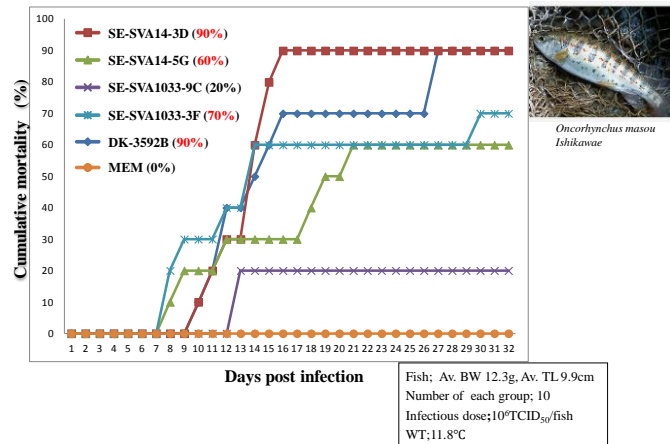 Cumulative mortality (%)
100
90
80
70
60
50
40
30
20
10
0
SE-SVA14-3D (90%)
SE-SVA14-5G (60%)
SE-SVA1033-9C (20%)
SE-SVA1033-3F (70%)
DK-3592B (90%)
MEM (0%)
1 2 3 4 5 6 7 8 9 10 11 12 13 14 15 16 17 18 19 20 21 22 23 24 25 26 27 28 29 30 31 32
Days post infection
Oncorhynchus masou
Ishikawae
Fish; Av. BW 12.3g, Av. TL 9.9cm
Number of each group; 10
Infectious dose;10⁶TCID₅₀/fish
WT;11.8℃